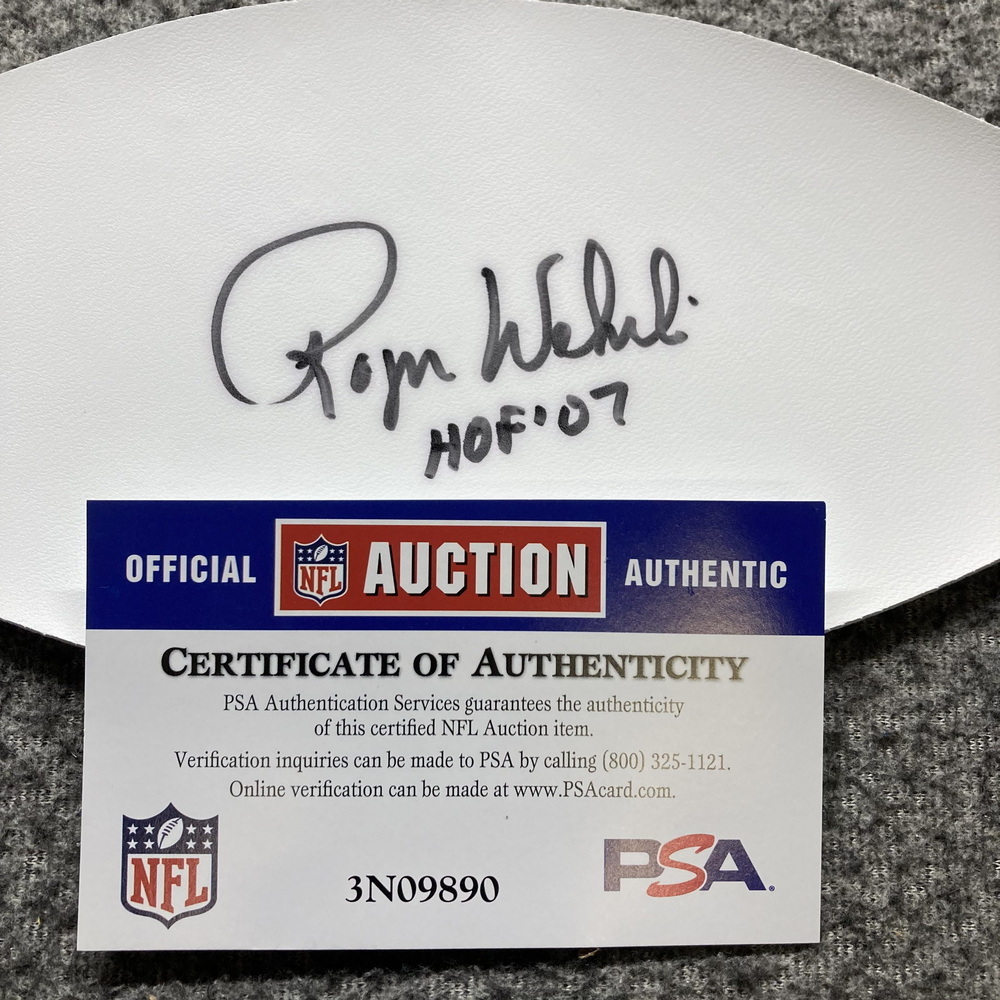 Roger Wehrli
HOF '07
OFFICIAL NFL AUCTION AUTHENTIC
CERTIFICATE OF AUTHENTICITY
PSA Authentication Services guarantees the authenticity
of this certified NFL Auction item.
Verification inquiries can be made to PSA by calling (800) 325-1121.
Online verification can be made at www.PSAcard.com.
NFL 3N09890 PSA